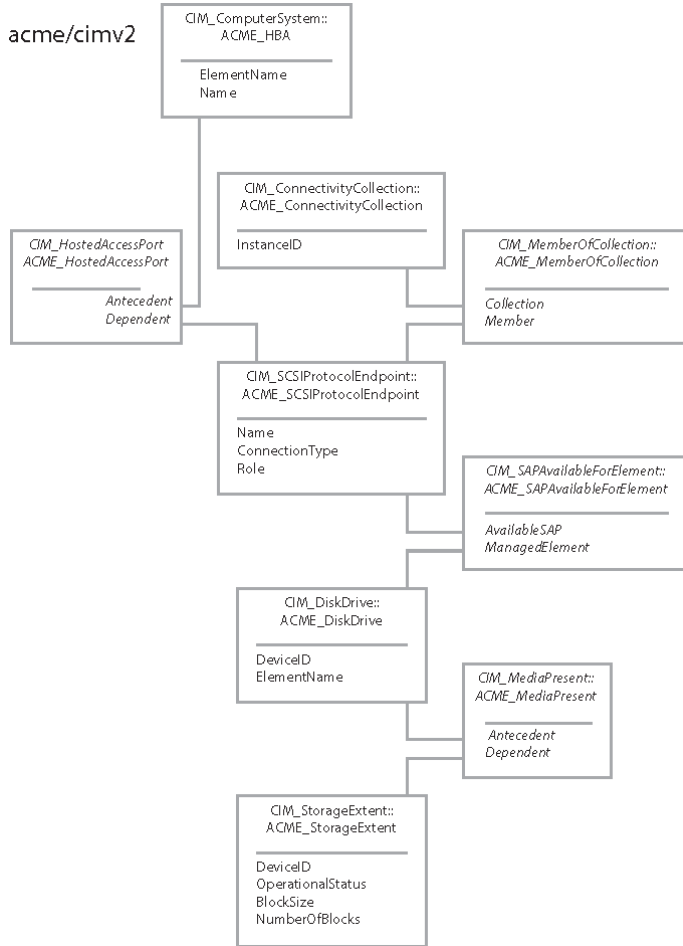 acme/cimv2
CIM_ComputerSystem::
ACME_HBA
ElementName
Name
CIM_ConnectivityCollection::
ACME_ConnectivityCollection
InstanceID
CIM_HostedAccessPort
ACME_HostedAccessPort
Antecedent
Dependent
CIM_MemberOfCollection::
ACME_MemberOfCollection
Collection
Member
CIM_SCSIProtocolEndpoint::
ACME_SCSIProtocolEndpoint
Name
ConnectionType
Role
CIM_SAPAvailableForElement::
ACME_SAPAvailableForElement
AvailableSAP
ManagedElement
CIM_DiskDrive::
ACME_DiskDrive
DeviceID
ElementName
CIM_MediaPresent::
ACME_MediaPresent
Antecedent
Dependent
CIM_StorageExtent::
ACME_StorageExtent
DeviceID
OperationalStatus
BlockSize
NumberOfBlocks